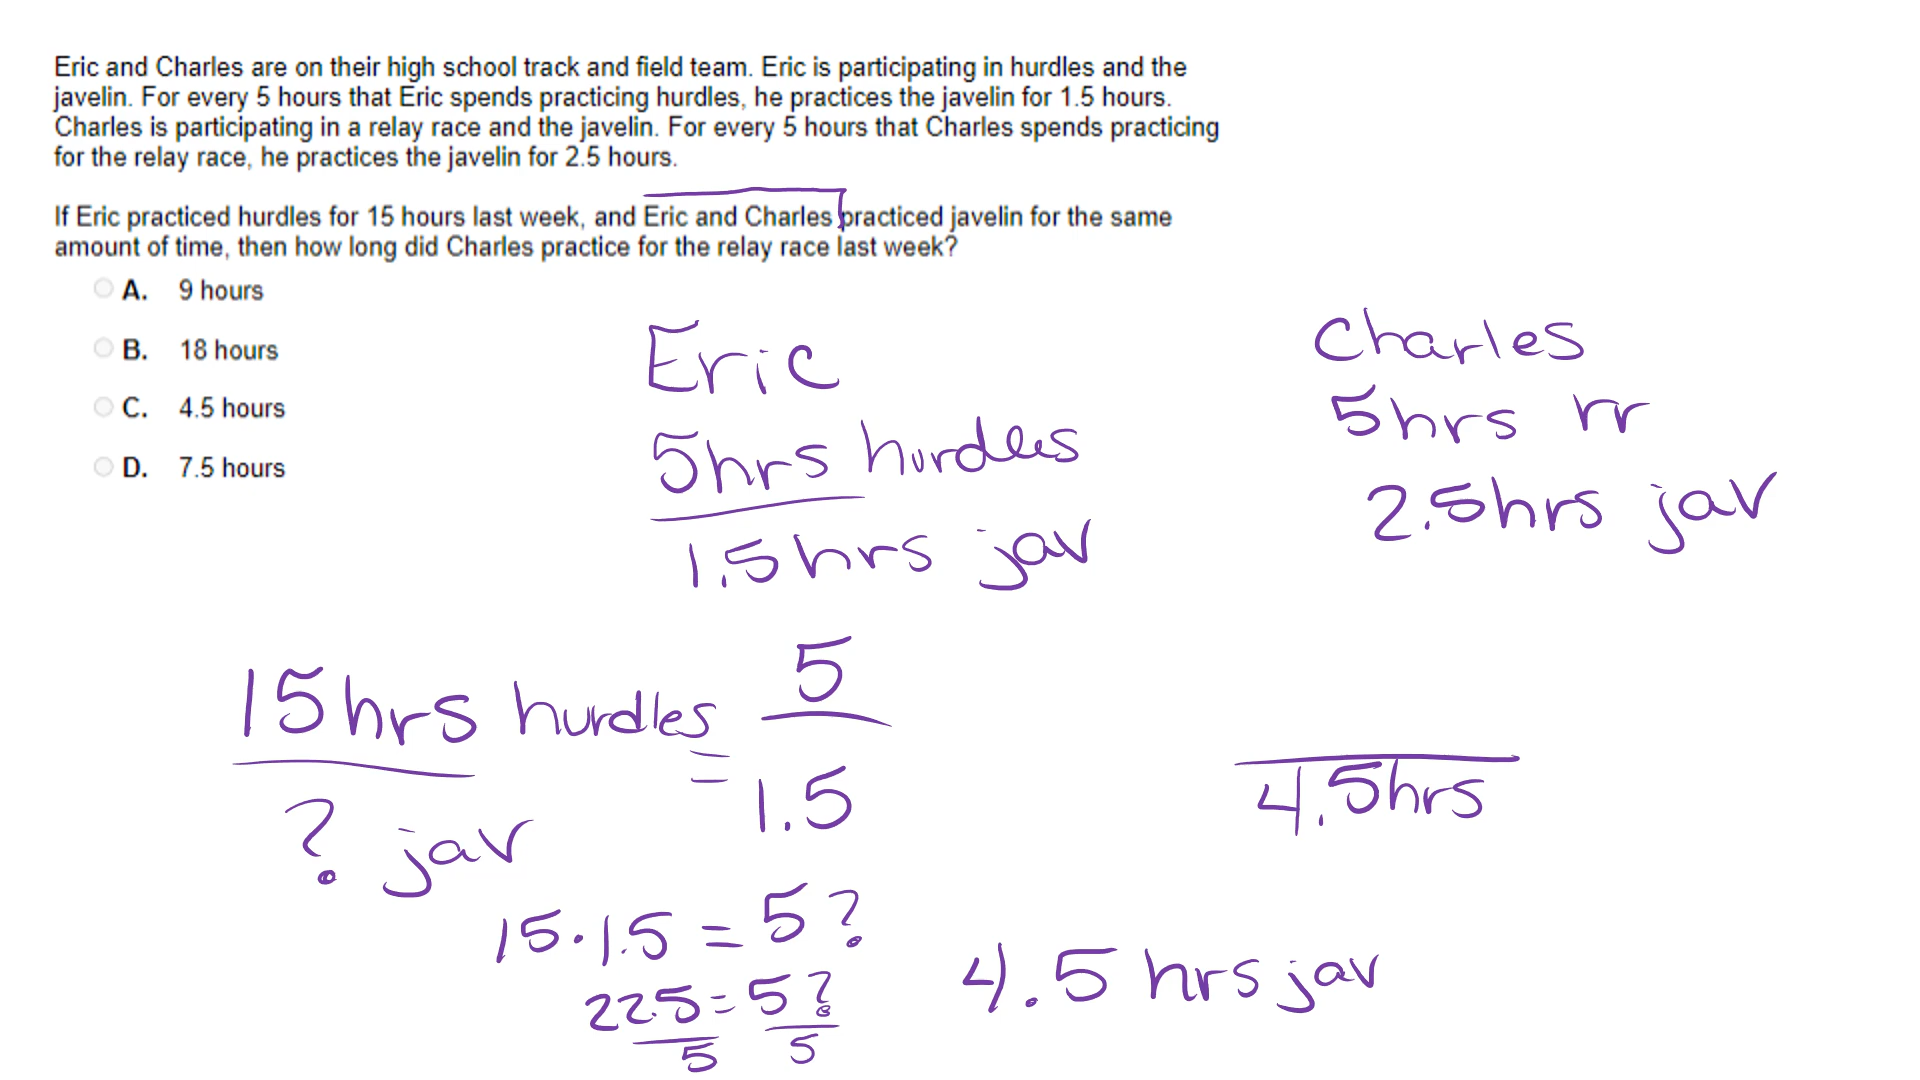 Eric and Charles are on their high school track and field team. Eric is participating in hurdles and the
javelin. For every 5 hours that Eric spends practicing hurdles, he practices the javelin for 1.5 hours.
Charles is participating in a relay race and the javelin. For every 5 hours that Charles spends practicing
for the relay race, he practices the javelin for 2.5 hours.
If Eric practiced hurdles for 15 hours last week, and Eric and Charles practiced javelin for the same
amount of time, then how long did Charles practice for the relay race last week?
A. 9 hours
B. 18 hours
C. 4.5 hours
D. 7.5 hours
Eric
5hrs hurdles
1.5hrs jav
Charles
5hrs rr
2.5hrs jav
15hrs hurdles
? jav
=
5
1.5
4.5hrs
15·1.5 = 5?
22.5 = 5?
5 5
4.5 hrs jav